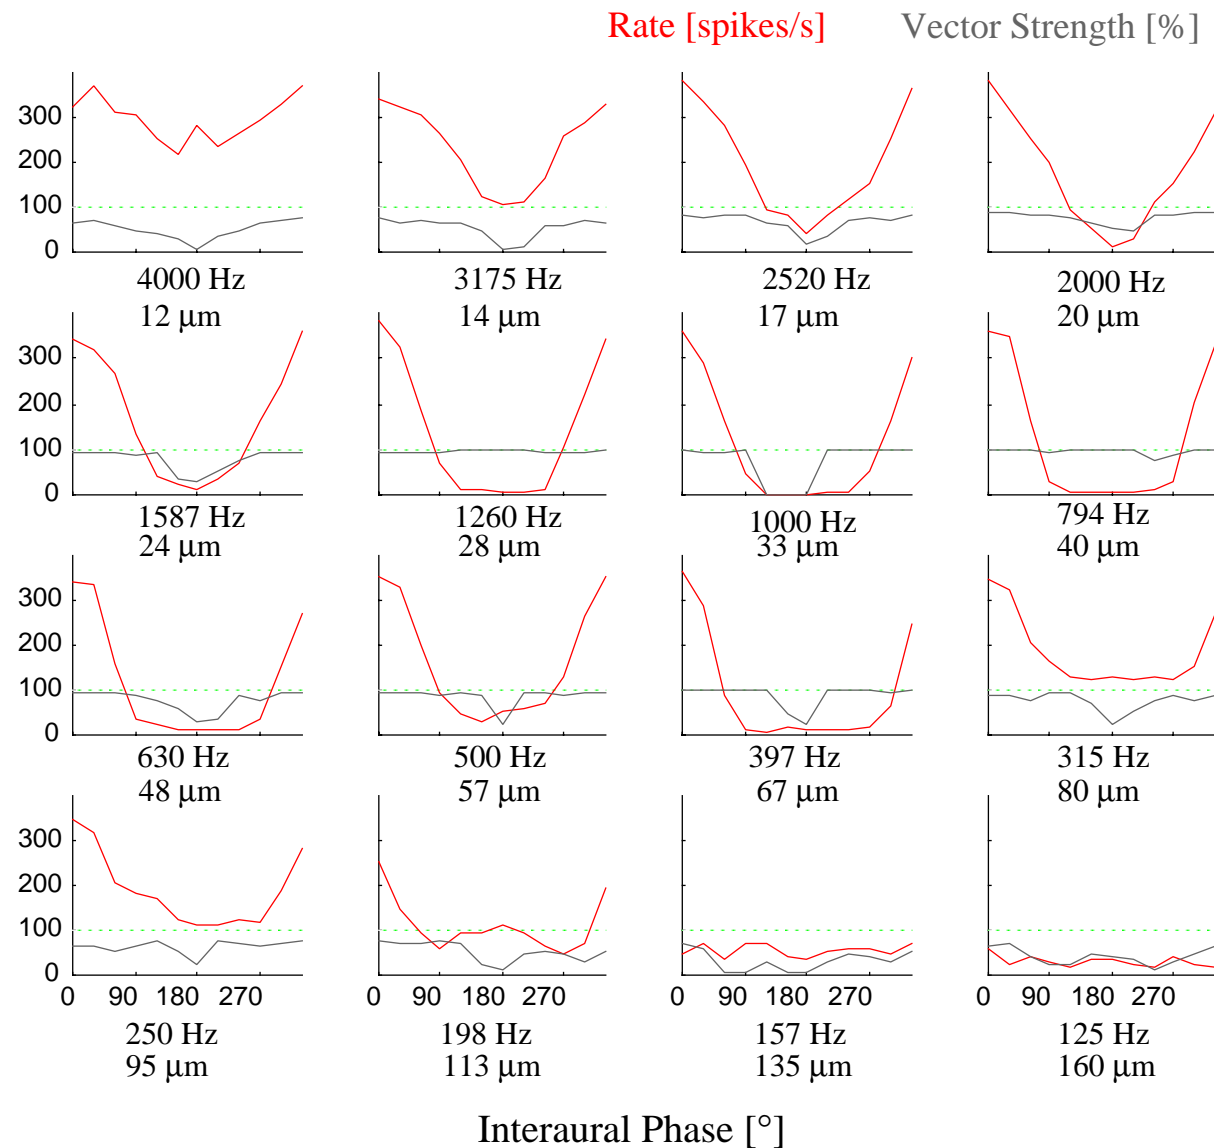 Rate [spikes/s] Vector Strength [%]
300
200
100
0
4000 Hz 3175 Hz 2520 Hz 2000 Hz
12 μm 14 μm 17 μm 20 μm
300
200
100
0
1587 Hz 1260 Hz 1000 Hz 794 Hz
24 μm 28 μm 33 μm 40 μm
300
200
100
0
630 Hz 500 Hz 397 Hz 315 Hz
48 μm 57 μm 67 μm 80 μm
300
200
100
0
0 90 180 270 0 90 180 270 0 90 180 270 0 90 180 270
250 Hz 198 Hz 157 Hz 125 Hz
95 μm 113 μm 135 μm 160 μm
Interaural Phase [°]